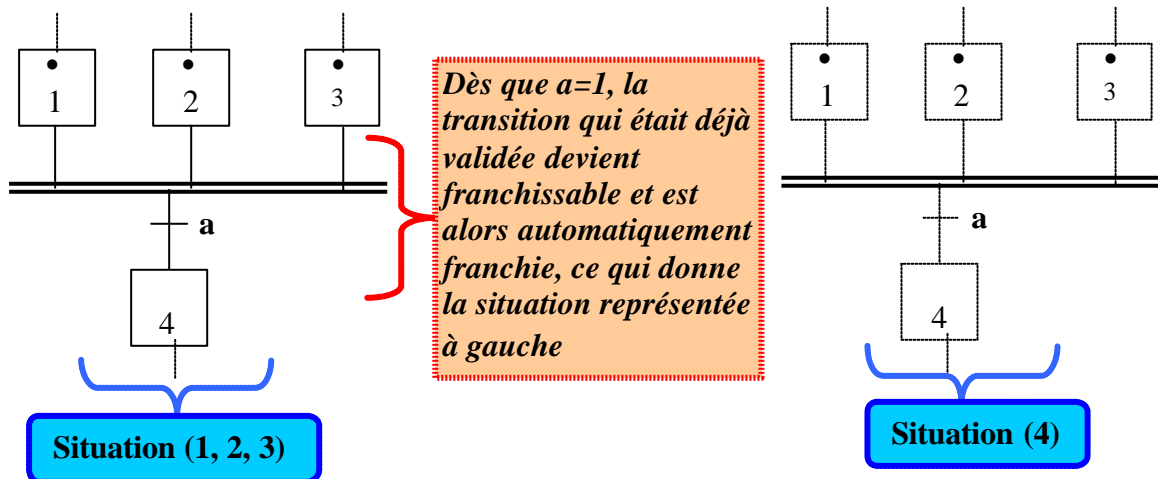 1 2 3
a
4
Situation (1, 2, 3)
Dès que a=1, la
transition qui était déjà
validée devient
franchissable et est
alors automatiquement
franchie, ce qui donne
la situation représentée
à gauche
1 2 3
a
4
Situation (4)